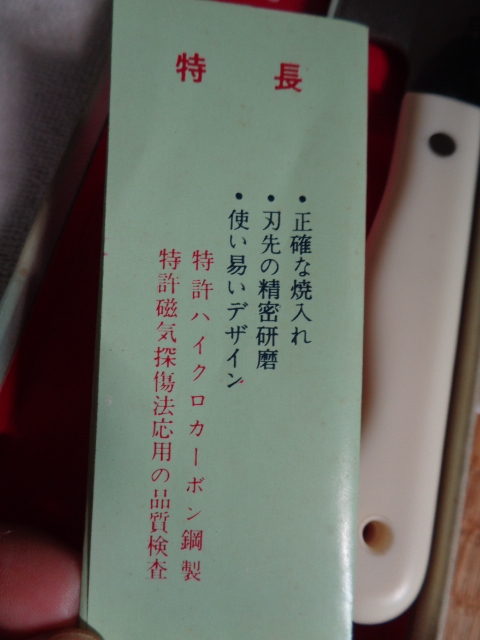 特長
・正確な焼入れ
・刃先の精密研磨
・使い易いデザイン
特許ハイクロカーボン鋼製
特許磁気探傷法応用の品質検査